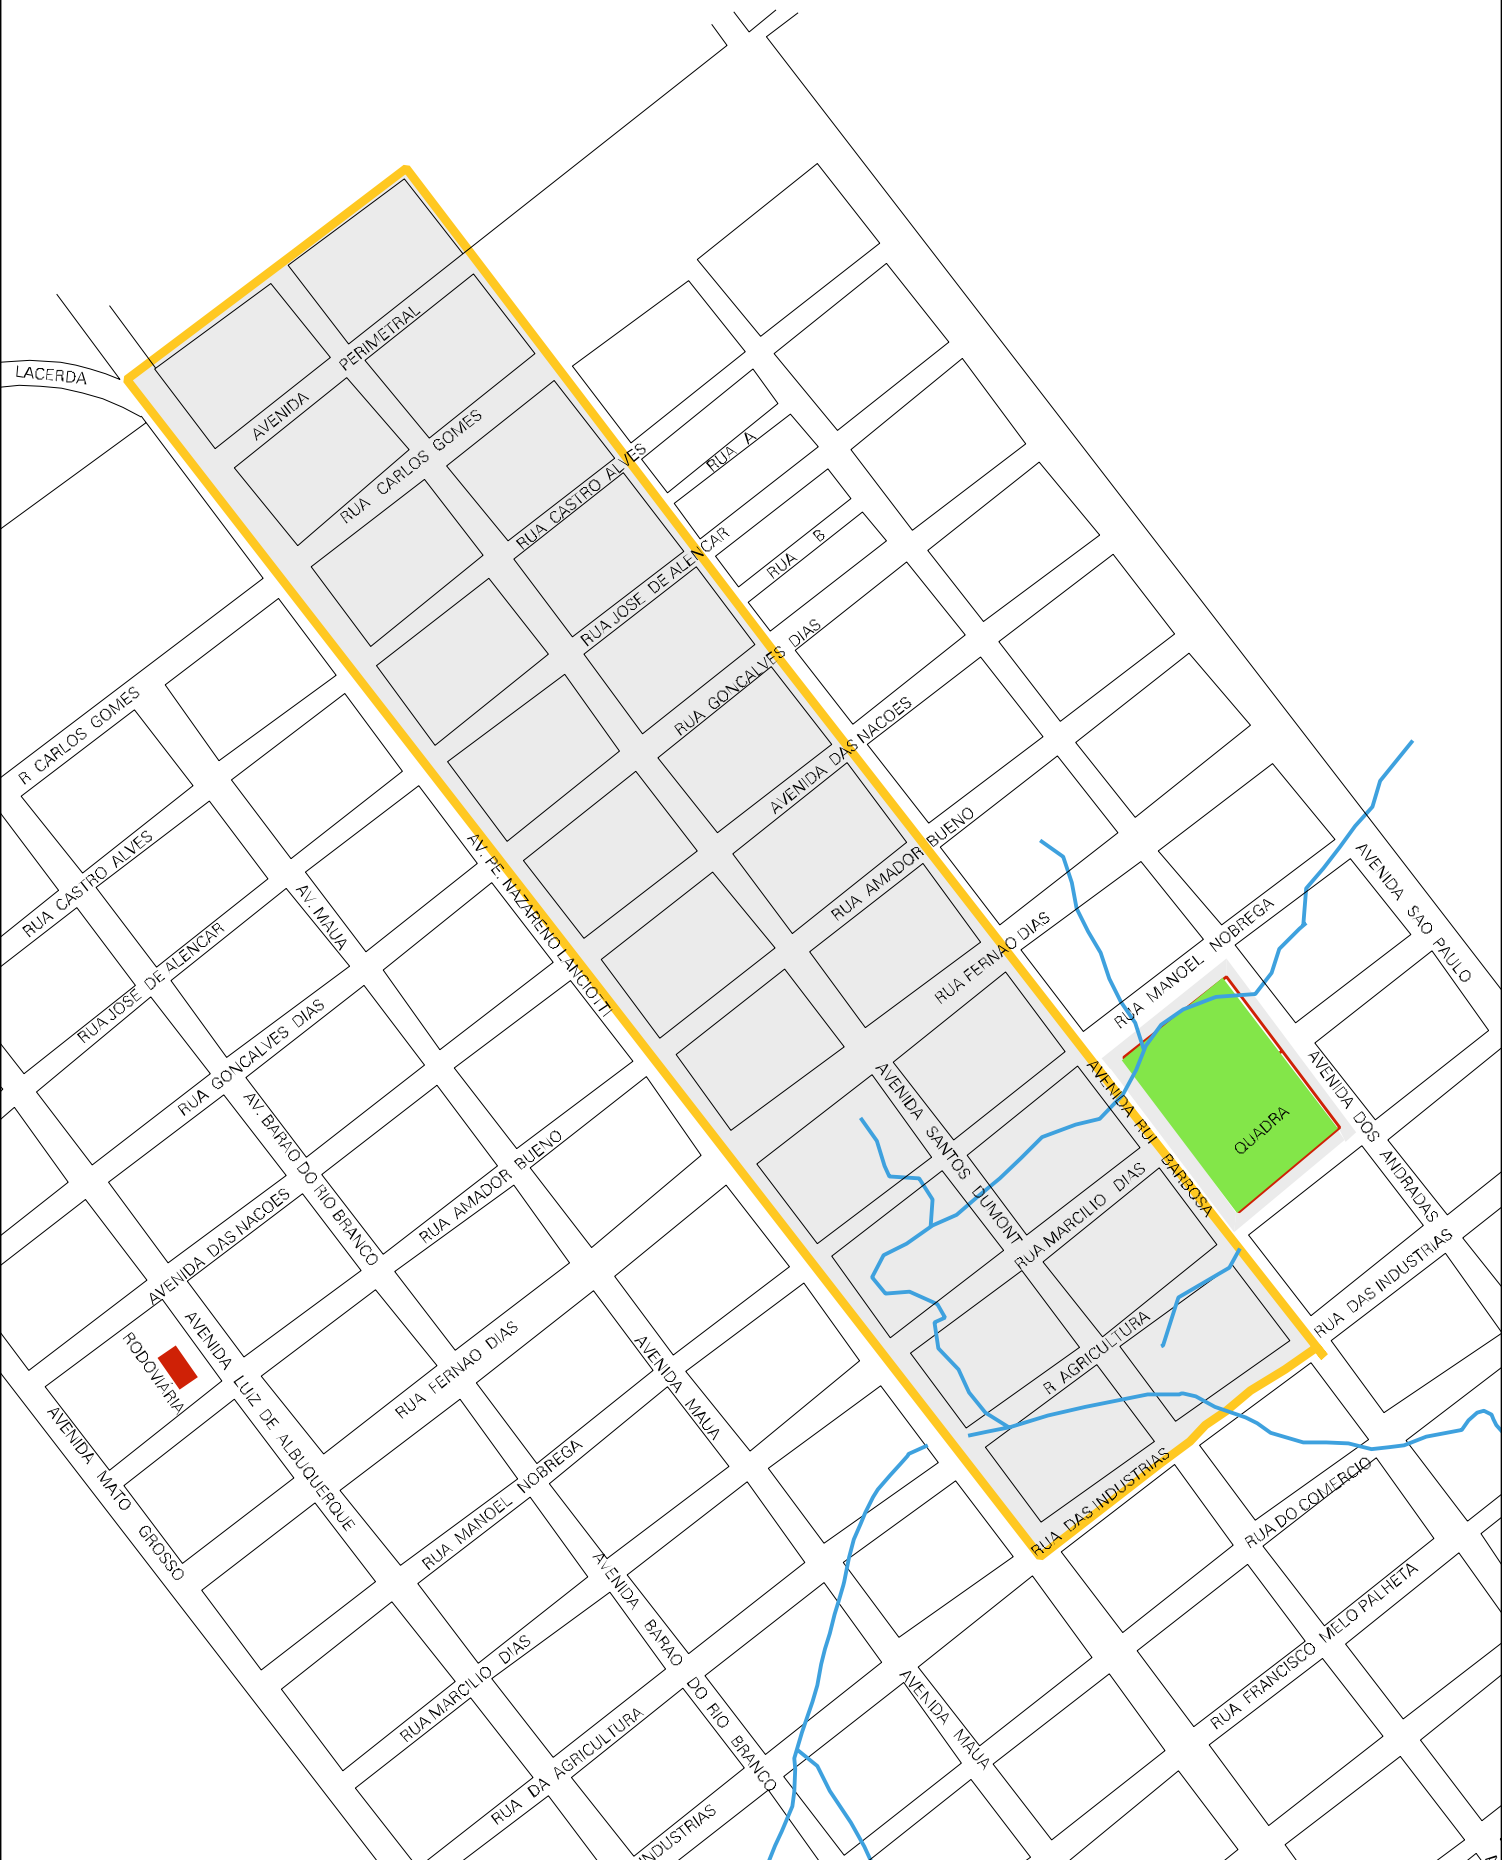 LACERDA
AVENIDA PERIMETRAL
RUA CARLOS GOMES
RUA CASTRO ALVES
RUA A
RUA JOSE DE ALENCAR
RUA B
RUA GONCALVES DIAS
R CARLOS GOMES
AVENIDA DAS NACOES
RUA CASTRO ALVES
AV. PE. NAZARENO LANCIOTTI
RUA AMADOR BUENO
AVENIDA SAO PAULO
AV. MAUA
RUA JOSE DE ALENCAR
RUA FERNAO DIAS
RUA MANOEL NOBREGA
RUA GONCALVES DIAS
AV. BARAO DO RIO BRANCO
AVENIDA SANTOS DUMONT
AVENIDA RUI BARBOSA
QUADRA
AVENIDA DOS ANDRADAS
RUA AMADOR BUENO
RUA MARCILIO DIAS
AVENIDA DAS NACOES
RUA DAS INDUSTRIAS
RODOVIÁRIA
AVENIDA LUIZ DE ALBUQUERQUE
RUA FERNAO DIAS
AVENIDA MAUA
R AGRICULTURA
AVENIDA MATO GROSSO
RUA MANOEL NOBREGA
RUA DAS INDUSTRIAS
RUA DO COMERCIO
AVENIDA BARAO DO RIO BRANCO
RUA FRANCISCO MELO PALHETA
RUA MARCILIO DIAS
AVENIDA MAUA
RUA DA AGRICULTURA
INDUSTRIAS